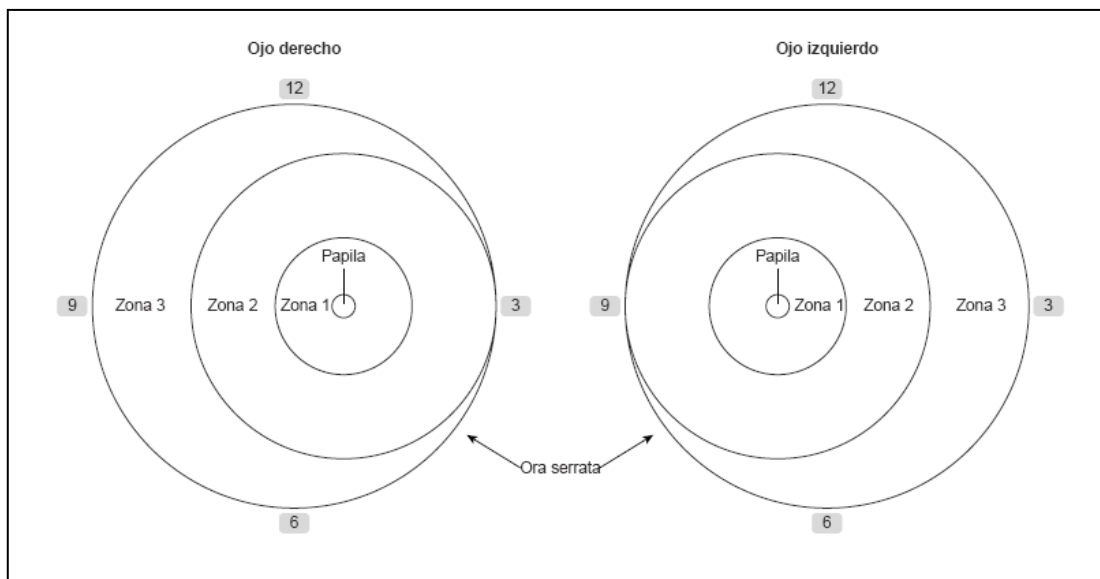 Ojo derecho
Ojo izquierdo
12
12
Papila
Papila
9
Zona 3
Zona 2
Zona 1
3
9
Zona 1
Zona 2
Zona 3
3
Ora serrata
6
6